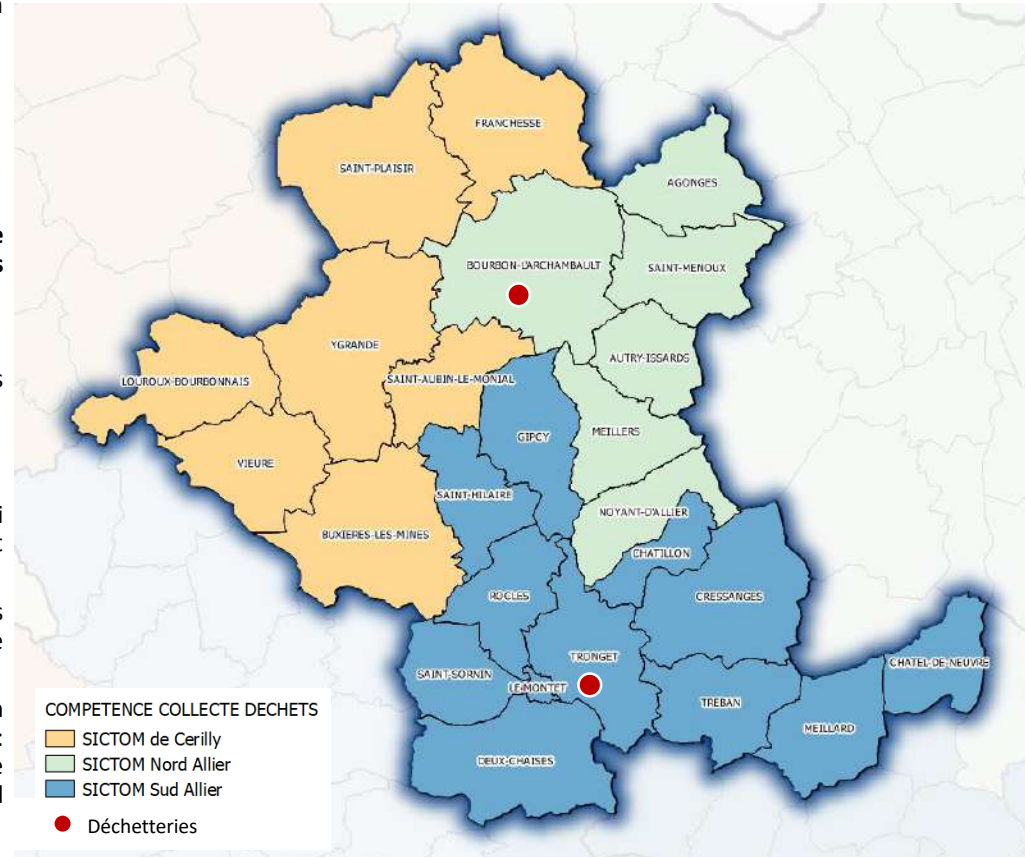 FRANCHESSE
SAINT-PLAISIR
AGONGES
BOURBON-L'ARCHAMBAULT
SAINT-MENOUX
YGRANDE
AUTRY-ISSARDS
LOUROUX-BOURBONNAIS
SAINT-AUBIN-LE-MONIAL
GIPCY
MEILLERS
VIEURE
SAINT-HILAIRE
NOYANT-D'ALLIER
BUXIERES-LES-MINES
CHATILLON
ROCLES
CRESSANGES
TRONGET
CHATEL-DE-NEUVRE
SAINT-SORNIN
LE-MONTET
TREBAN
MEILLARD
DEUX-CHAISES
COMPETENCE COLLECTE DECHETS
SICTOM de Cerilly
SICTOM Nord Allier
SICTOM Sud Allier
Déchetteries